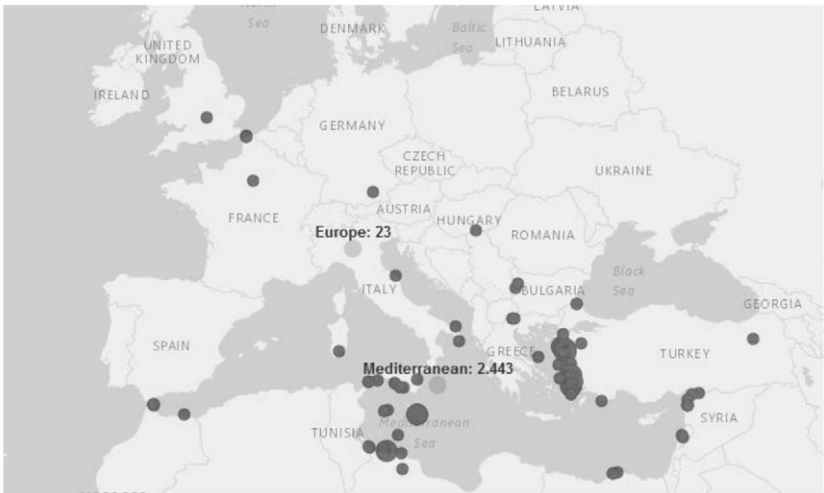 LATVIA
North
Sea
DENMARK
Baltic
Sea
LITHUANIA
UNITED
KINGDOM
IRELAND
BELARUS
GERMANY
CZECH
REPUBLIC
UKRAINE
AUSTRIA
FRANCE
HUNGARY
Europe: 23
ROMANIA
Black
Sea
ITALY
BULGARIA
GEORGIA
SPAIN
GREECE
TURKEY
Mediterranean: 2.443
SYRIA
TUNISIA
Mediterranean
Sea
MOROCCO